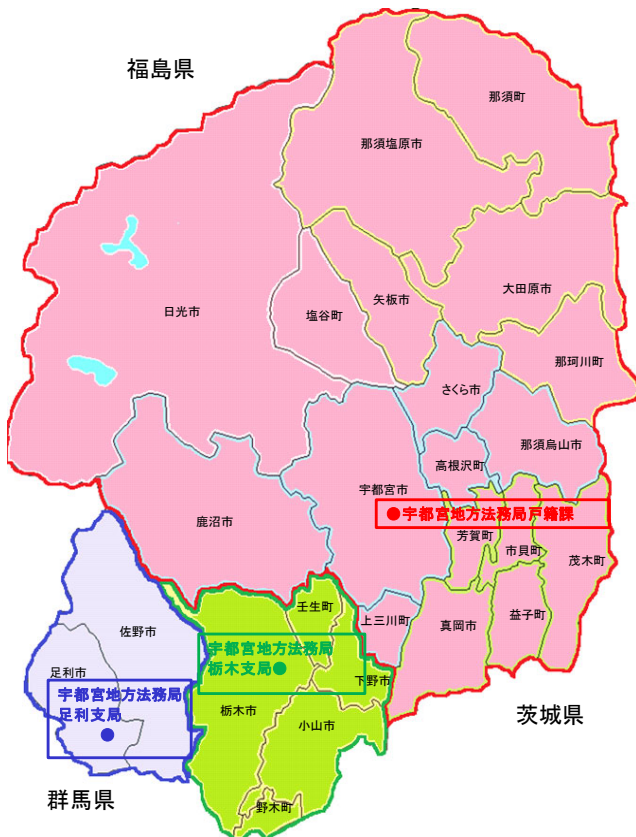 福島県
那須町
那須塩原市
大田原市
日光市
塩谷町
矢板市
那珂川町
さくら市
那須烏山市
高根沢町
宇都宮市
鹿沼市
●宇都宮地方法務局戸籍課
芳賀町
市貝町
茂木町
壬生町
上三川町
真岡市
益子町
佐野市
宇都宮地方法務局
栃木支局●
足利市
下野市
宇都宮地方法務局
足利支局
●
栃木市
小山市
茨城県
群馬県
野木町